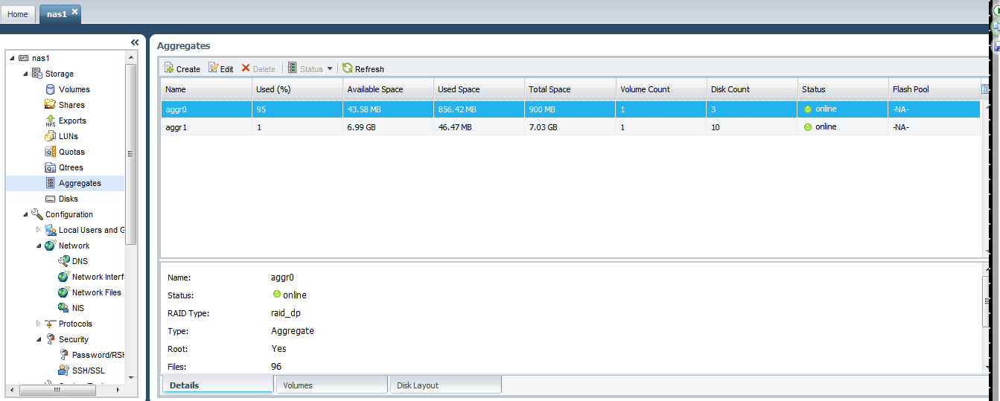 Home
nas1
nas1
Storage
Volumes
Shares
Exports
LUNs
Quotas
Qtrees
Aggregates
Disks
Configuration
Local Users and G
Network
DNS
Network Interf
Network Files
NIS
Protocols
Security
Password/RSH
SSH/SSL
Aggregates
Create Edit Delete Status Refresh
Name Used (%) Available Space Used Space Total Space Volume Count Disk Count Status Flash Pool
aggr0 95 43.58 MB 856.42 MB 900 MB 1 3 online -NA-
aggr1 1 6.99 GB 46.47 MB 7.03 GB 1 10 online -NA-
Name: aggr0
Status: online
RAID Type: raid_dp
Type: Aggregate
Root: Yes
Files: 96
Details Volumes Disk Layout